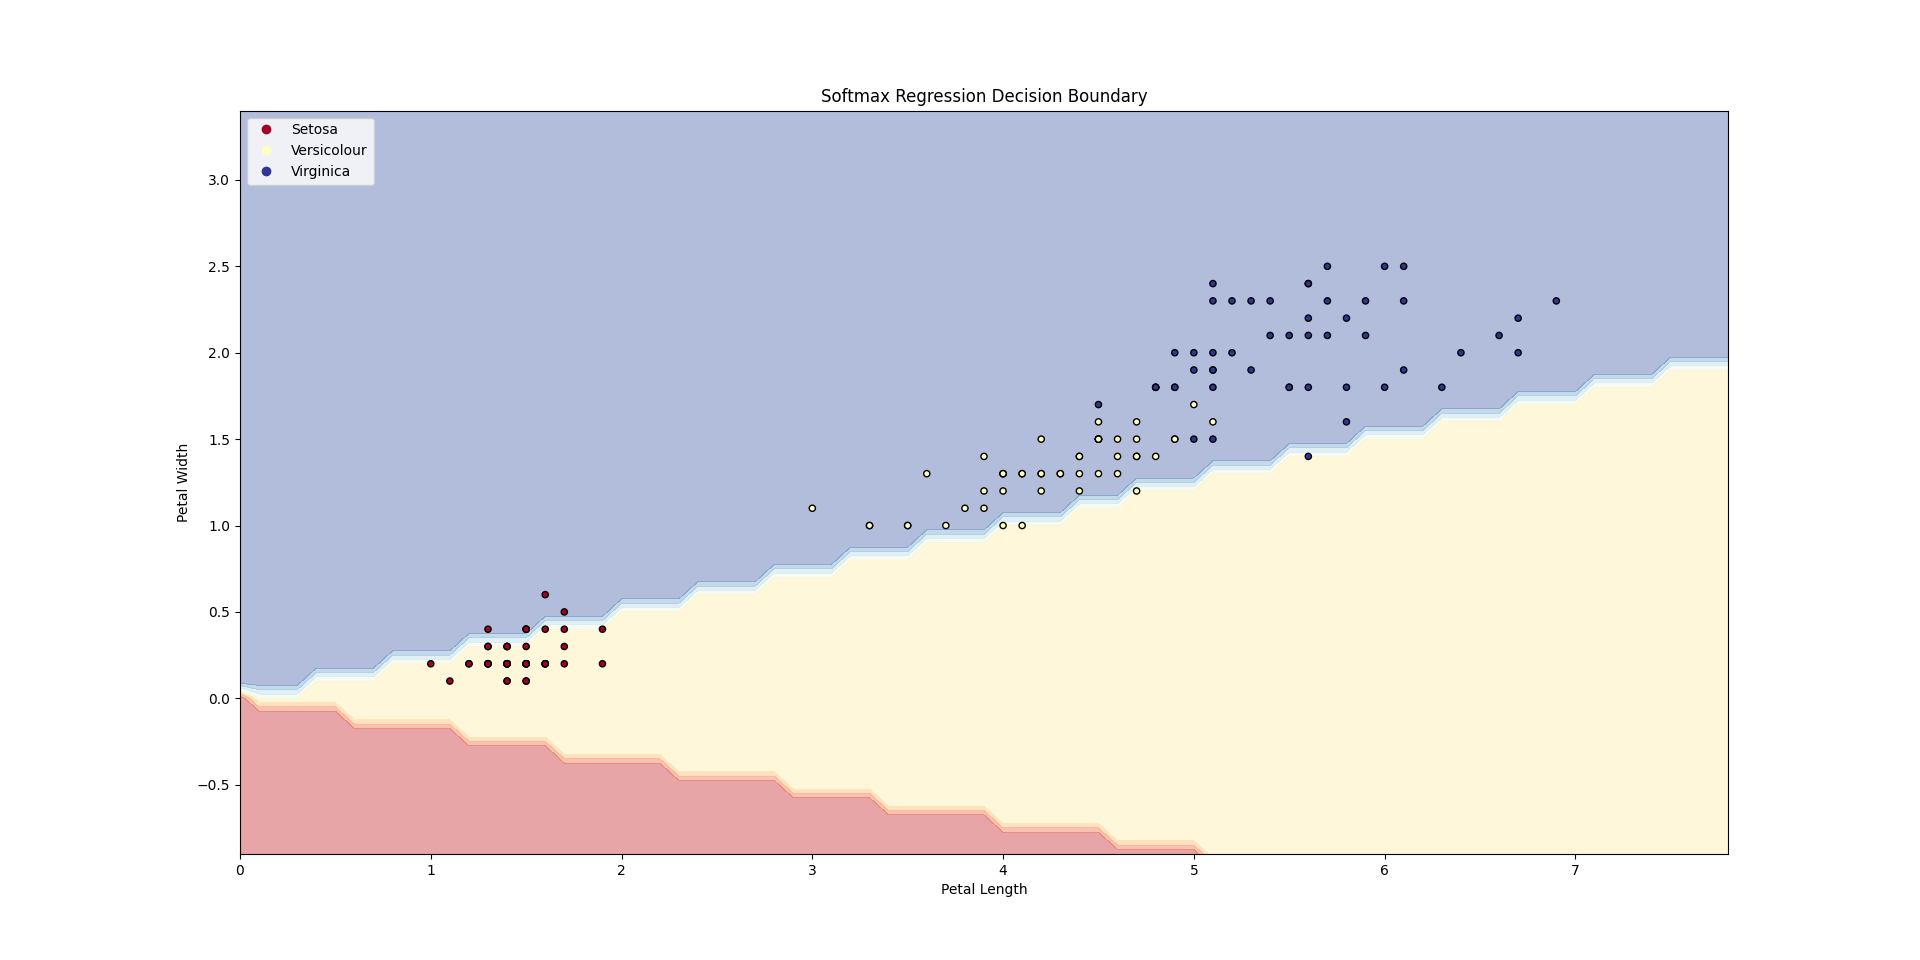 Softmax Regression Decision Boundary
Setosa
Versicolour
Virginica
3.0
2.5
2.0
1.5
1.0
0.5
0.0
−0.5
Petal Width
0 1 2 3 4 5 6 7
Petal Length